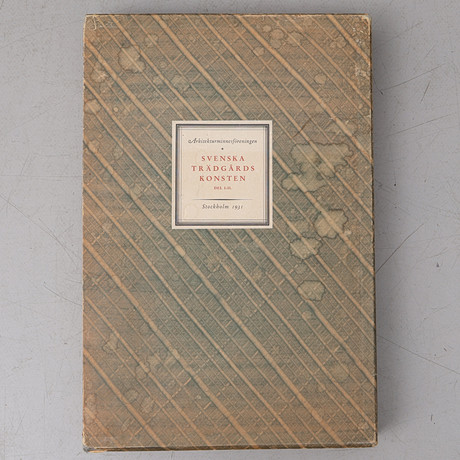 Arkitekturminnesföreningen
SVENSKA
TRÄDGÅRDS
KONSTEN
Stockholm 1931